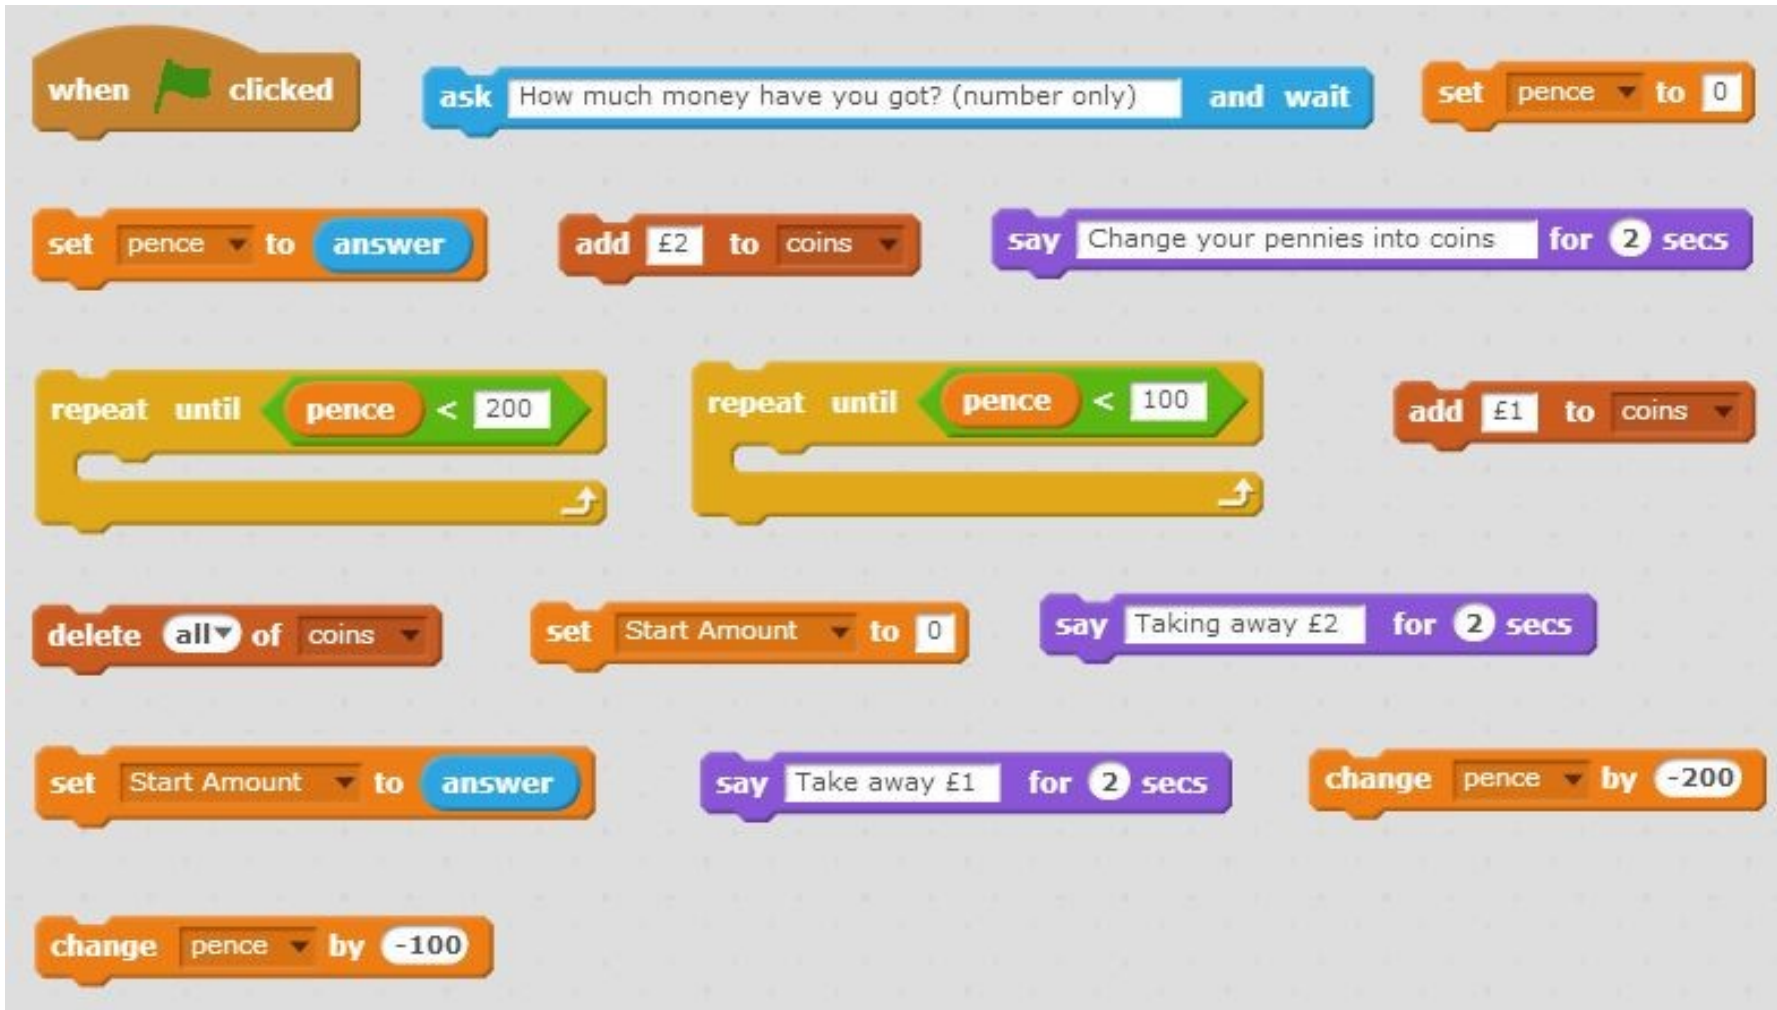 when clicked
ask How much money have you got? (number only) and wait
set pence to 0
set pence to answer
add £2 to coins
say Change your pennies into coins for 2 secs
repeat until pence < 200
repeat until pence < 100
add £1 to coins
delete all of coins
set Start Amount to 0
say Taking away £2 for 2 secs
set Start Amount to answer
say Take away £1 for 2 secs
change pence by -200
change pence by -100